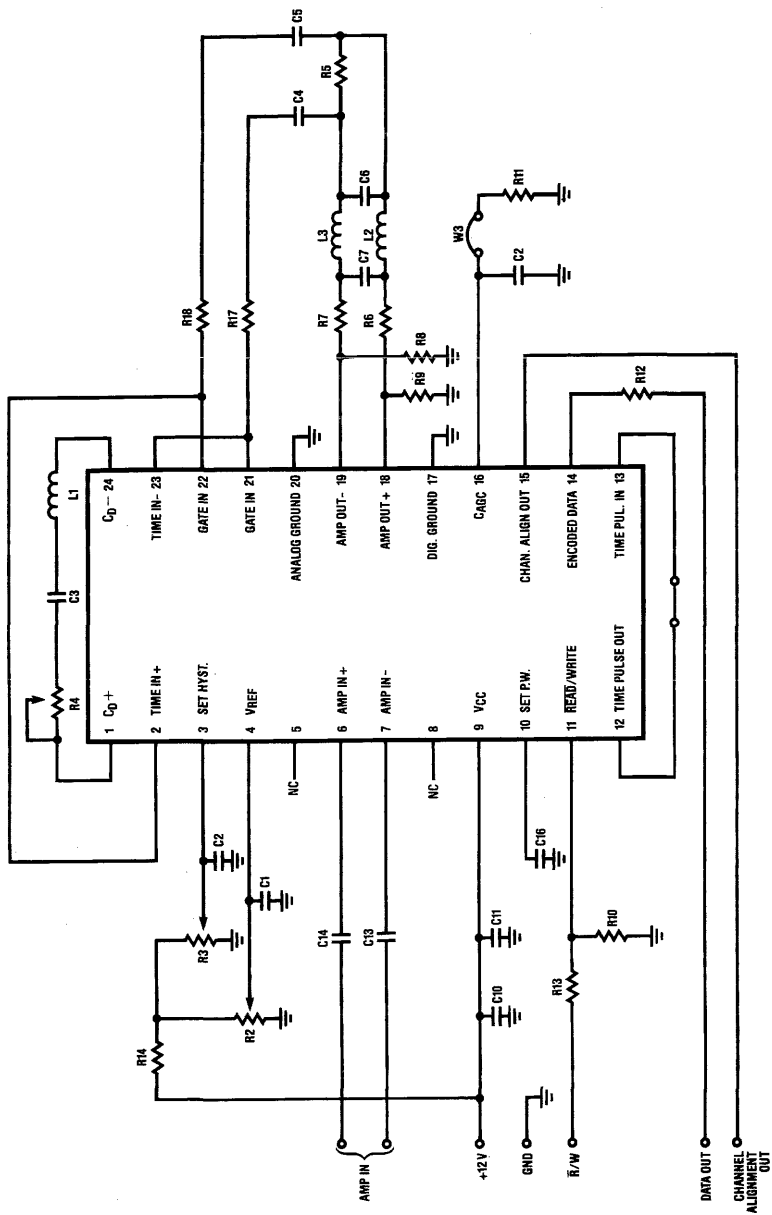 C5
R5
C4
R18
R17
C6
L3
L2
C7
R7
R6
R8
R9
W3
R11
C2
R12
L1
C3
R4
CD− 24
TIME IN− 23
GATE IN 22
GATE IN 21
ANALOG GROUND 20
AMP OUT− 19
AMP OUT+ 18
DIG. GROUND 17
CAGC 16
CHAN. ALIGN OUT 15
ENCODED DATA 14
TIME PUL. IN 13
1 CD+
2 TIME IN+
3 SET HYST.
4 VREF
5
6 AMP IN+
7 AMP IN−
8
9 VCC
10 SET P.W.
11 R̅E̅A̅D̅/WRITE
12 TIME PULSE OUT
NC
NC
C2
C1
R3
R2
R14
C14
C13
C11
C10
C16
R10
R13
AMP IN
+12V
GND
R̅/W
DATA OUT
CHANNEL
ALIGNMENT
OUT